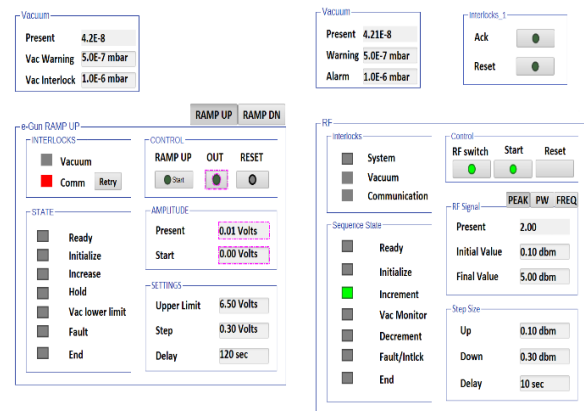 Vacuum
Present 4.2E-8
Vac Warning 5.0E-7 mbar
Vac Interlock 1.0E-6 mbar
RAMP UP RAMP DN
e-Gun RAMP UP
INTERLOCKS
Vacuum
Comm Retry
CONTROL
RAMP UP OUT RESET
Start
STATE
Ready
Initialize
Increase
Hold
Vac lower limit
Fault
End
AMPLITUDE
Present 0.01 Volts
Start 0.00 Volts
SETTINGS
Upper Limit 6.50 Volts
Step 0.30 Volts
Delay 120 sec
Vacuum
Present 4.21E-8
Warning 5.0E-7 mbar
Alarm 1.0E-6 mbar
Interlocks_1
Ack
Reset
RF
Interlocks
System
Vacuum
Communication
Control
RF switch Start Reset
Sequence State
Ready
Initialize
Increment
Vac Monitor
Decrement
Fault/Intlck
End
PEAK PW FREQ
RF Signal
Present 2.00
Initial Value 0.10 dbm
Final Value 5.00 dbm
Step Size
Up 0.10 dbm
Down 0.30 dbm
Delay 10 sec